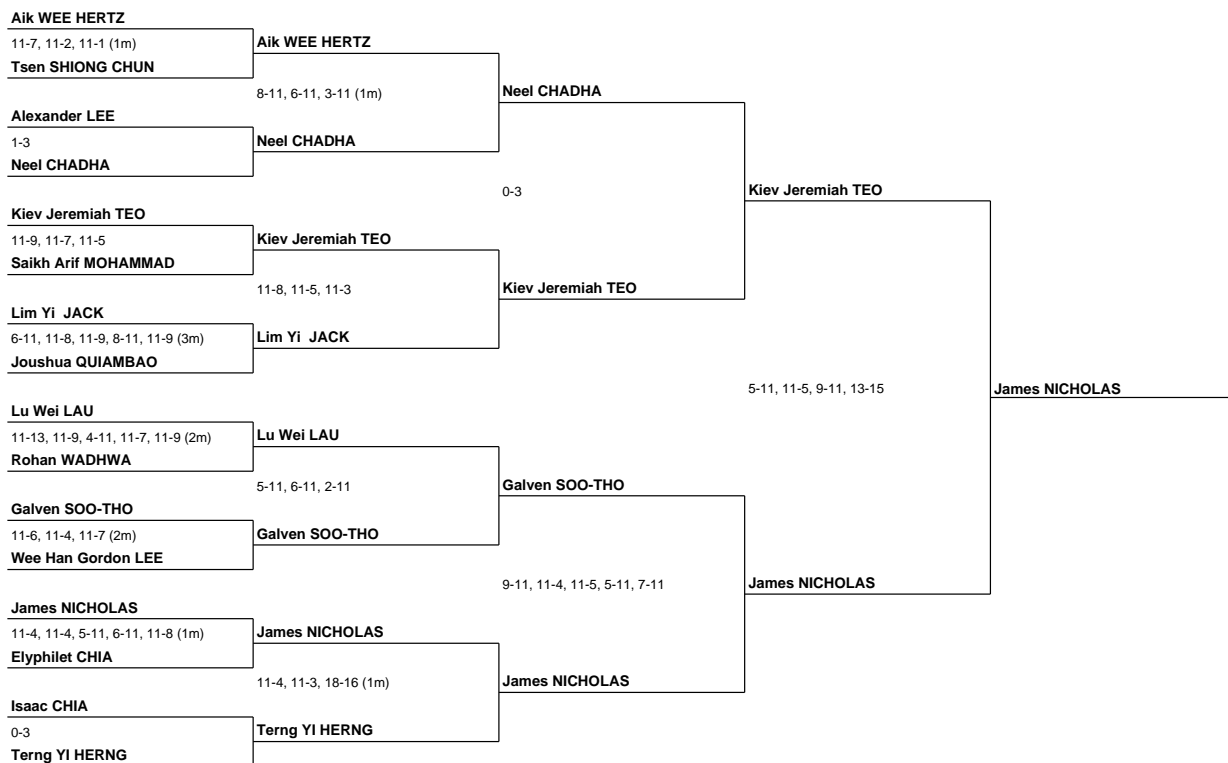 Aik WEE HERTZ
11-7, 11-2, 11-1 (1m)
Tsen SHIONG CHUN
Aik WEE HERTZ
8-11, 6-11, 3-11 (1m)
Neel CHADHA
Alexander LEE
1-3
Neel CHADHA
Neel CHADHA
0-3
Kiev Jeremiah TEO
Kiev Jeremiah TEO
11-9, 11-7, 11-5
Saikh Arif MOHAMMAD
Kiev Jeremiah TEO
11-8, 11-5, 11-3
Kiev Jeremiah TEO
Lim Yi  JACK
6-11, 11-8, 11-9, 8-11, 11-9 (3m)
Joushua QUIAMBAO
Lim Yi  JACK
5-11, 11-5, 9-11, 13-15
James NICHOLAS
Lu Wei LAU
11-13, 11-9, 4-11, 11-7, 11-9 (2m)
Rohan WADHWA
Lu Wei LAU
5-11, 6-11, 2-11
Galven SOO-THO
Galven SOO-THO
11-6, 11-4, 11-7 (2m)
Wee Han Gordon LEE
Galven SOO-THO
9-11, 11-4, 11-5, 5-11, 7-11
James NICHOLAS
James NICHOLAS
11-4, 11-4, 5-11, 6-11, 11-8 (1m)
Elyphilet CHIA
James NICHOLAS
11-4, 11-3, 18-16 (1m)
James NICHOLAS
Isaac CHIA
0-3
Terng YI HERNG
Terng YI HERNG